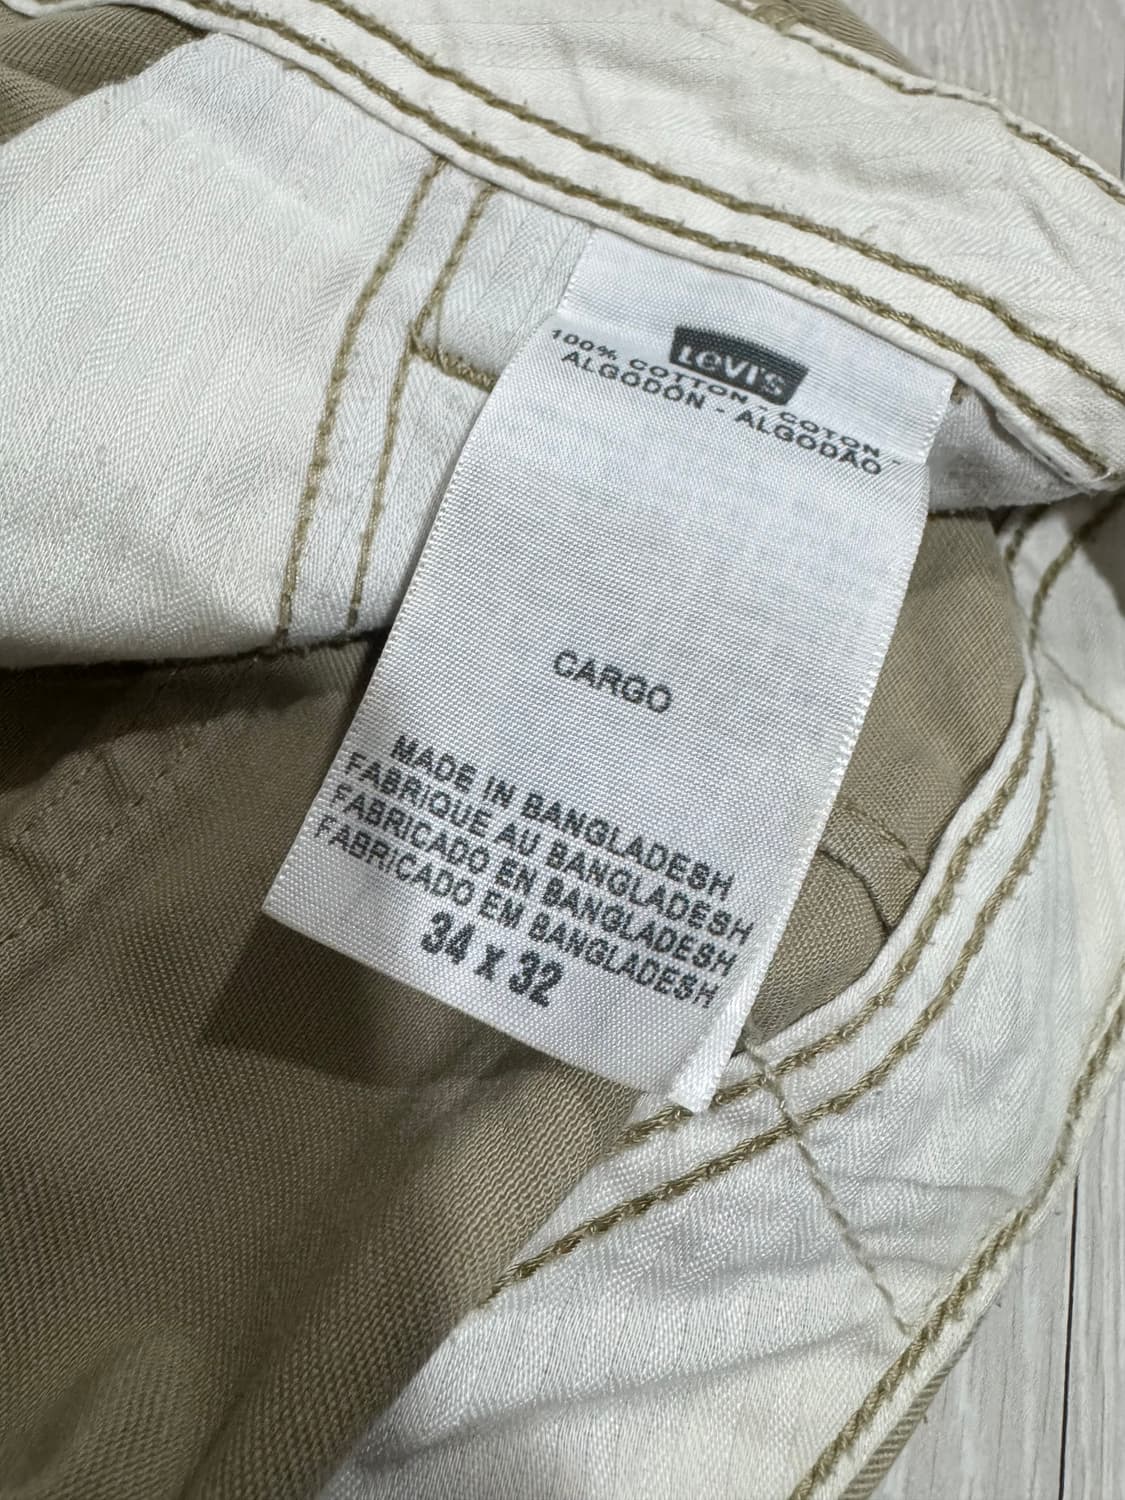 Levi's
100% COTTON - COTON -
ALGODÓN - ALGODÃO
CARGO
MADE IN BANGLADESH
FABRIQUE AU BANGLADESH
FABRICADO EN BANGLADESH
FABRICADO EM BANGLADESH
34 x 32